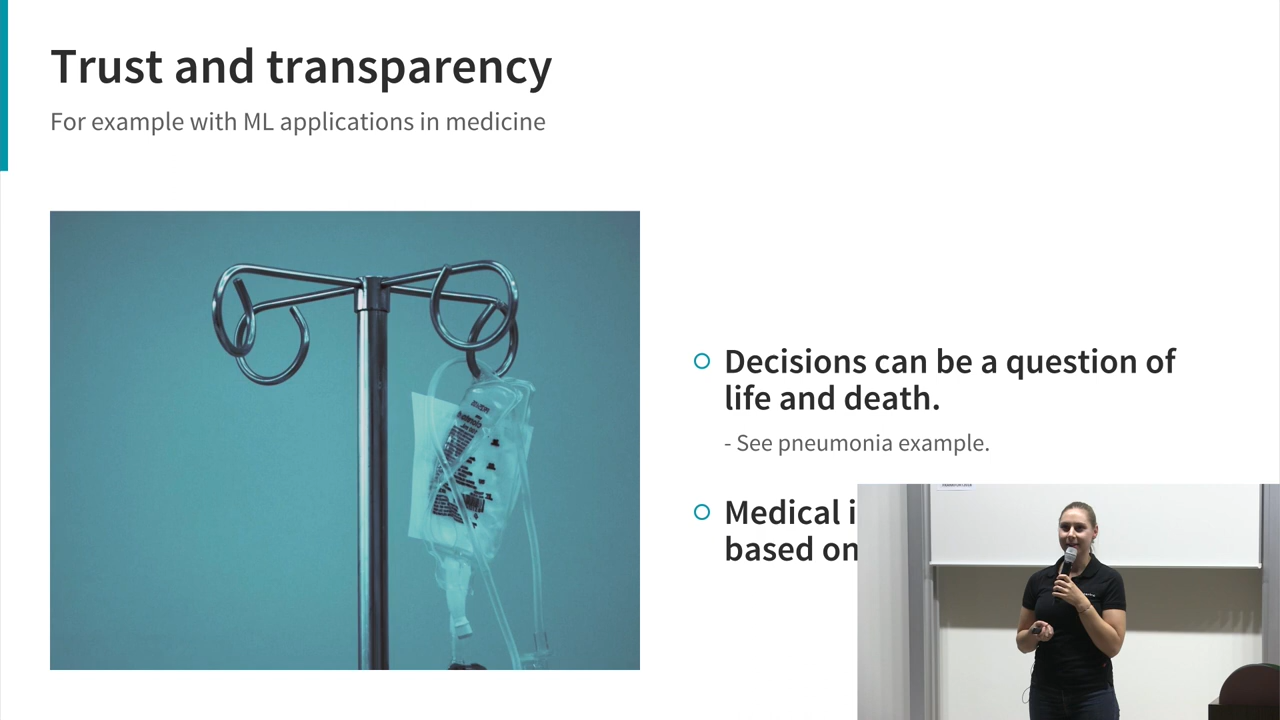 Trust and transparency
For example with ML applications in medicine
Decisions can be a question of
life and death.
- See pneumonia example.
Medical i
based on